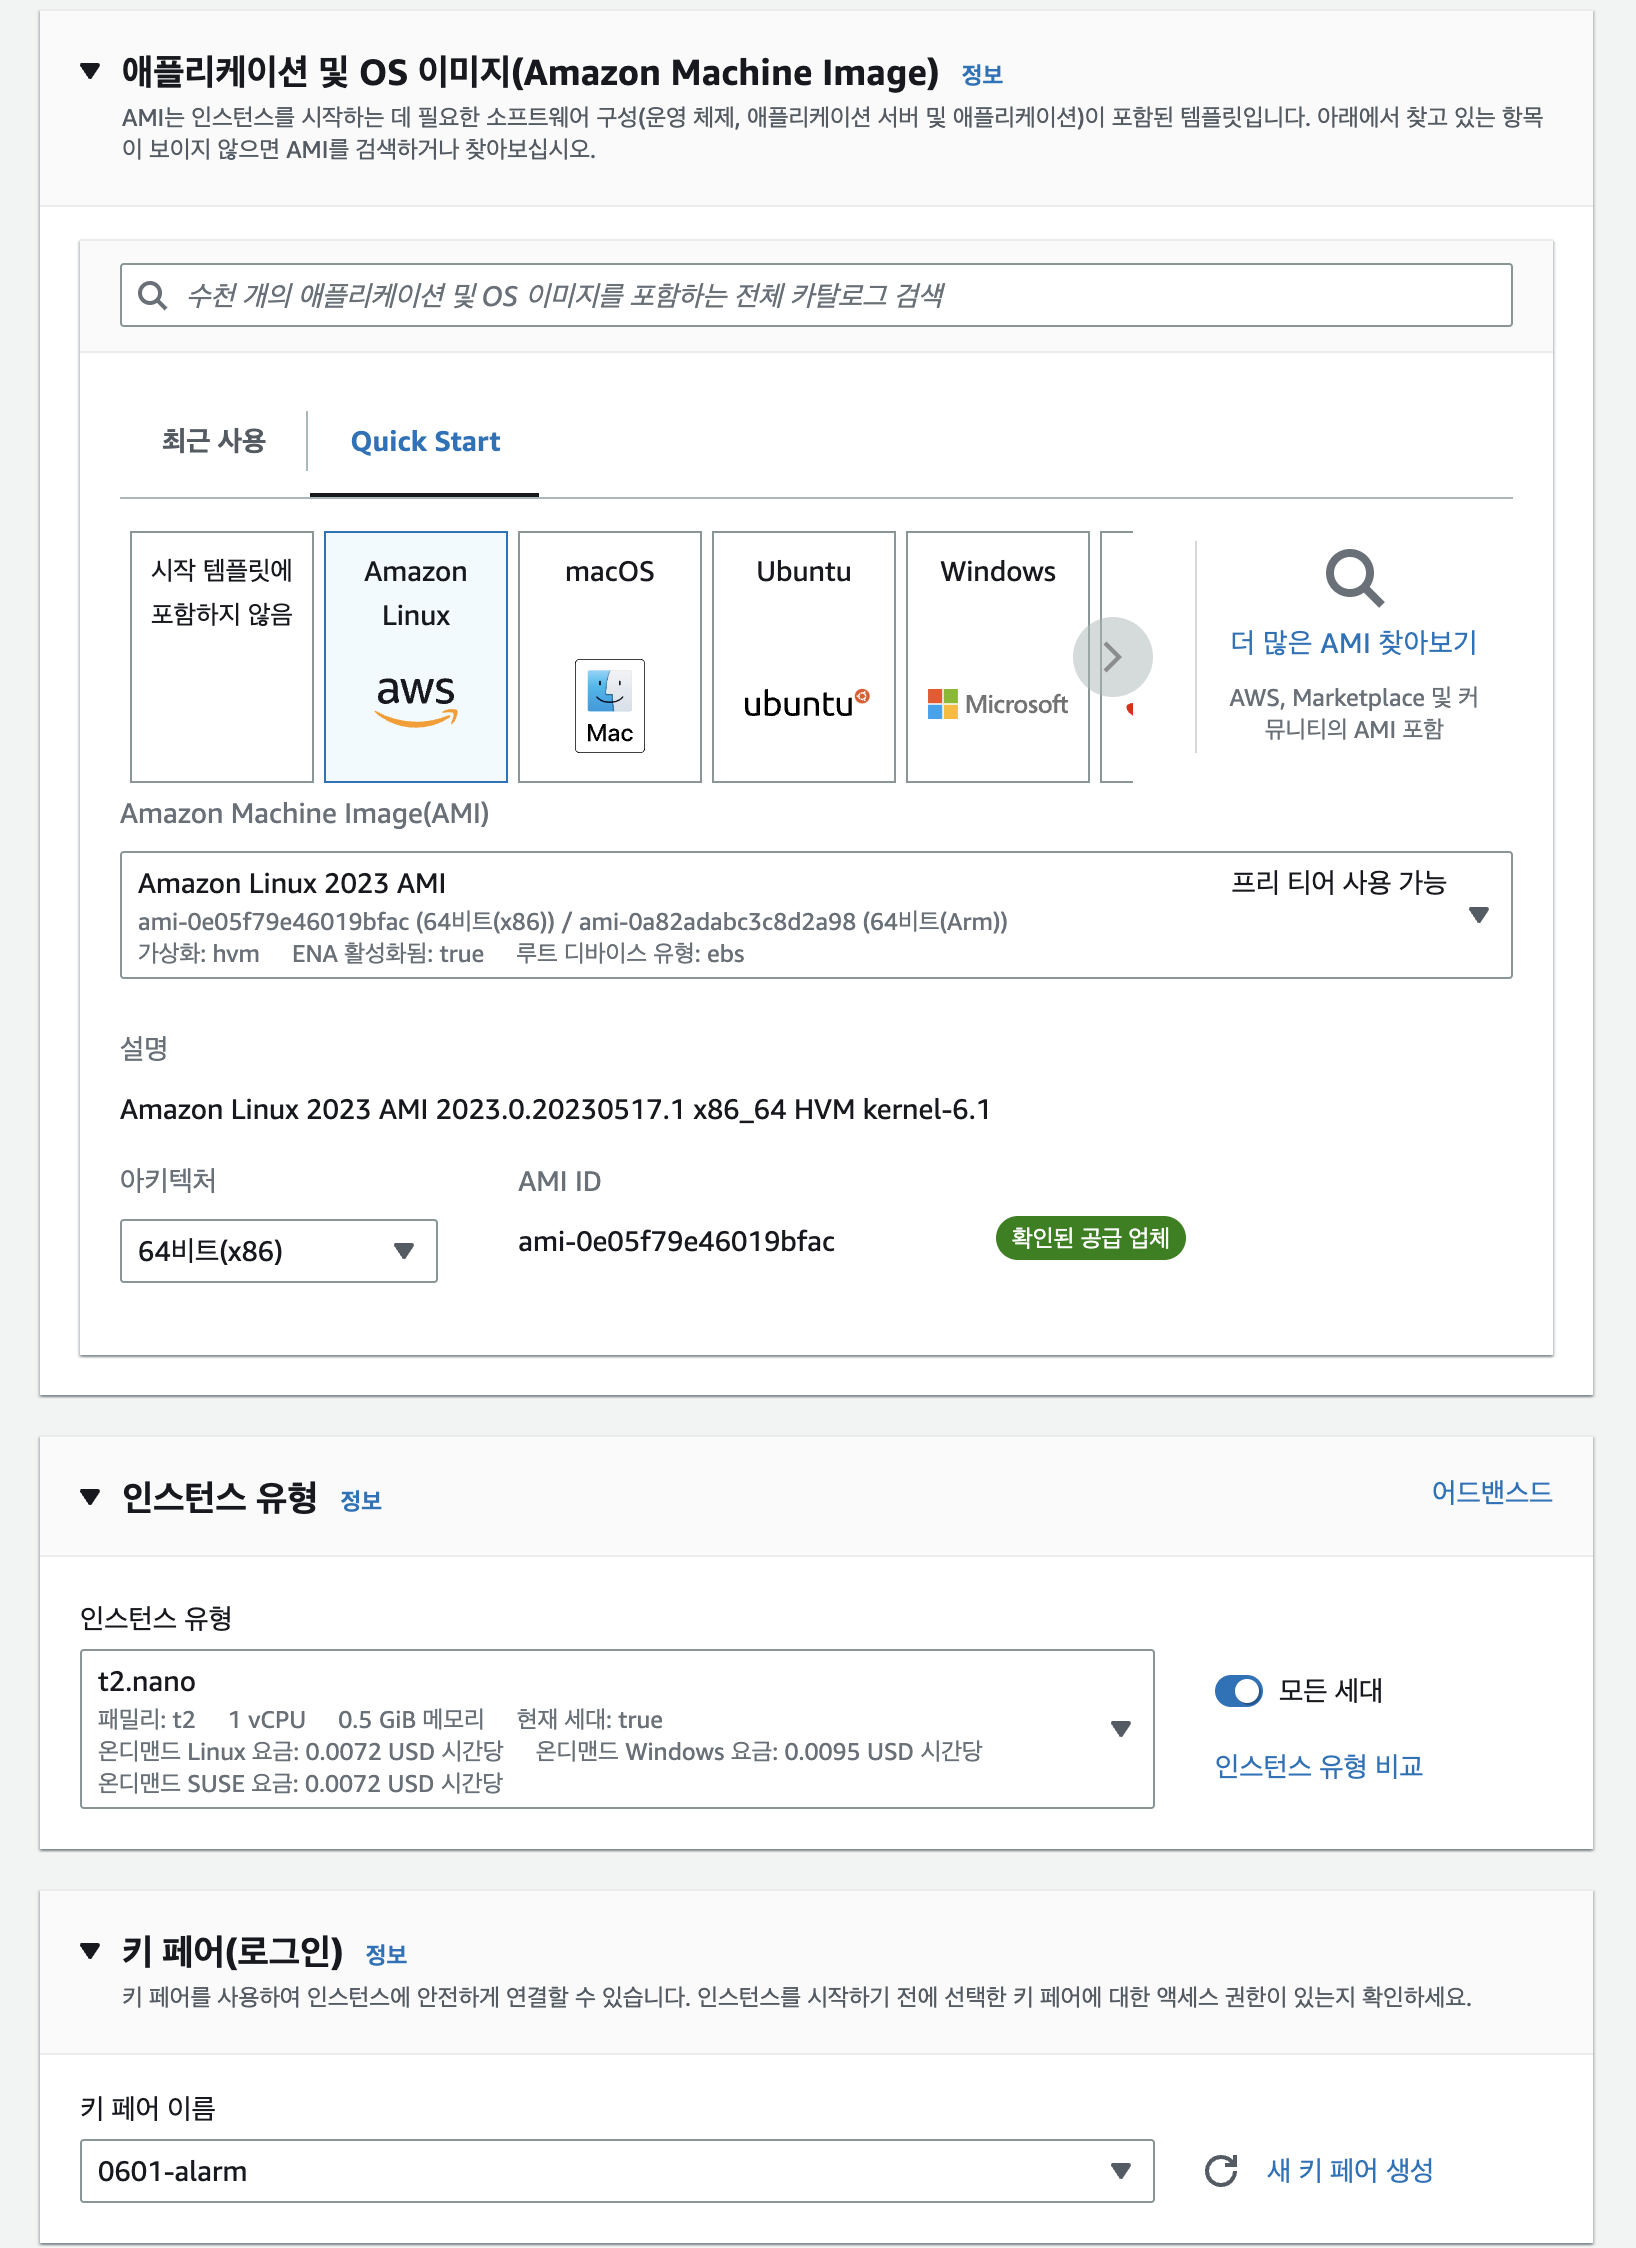 애플리케이션 및 OS 이미지(Amazon Machine Image) 정보
AMI는 인스턴스를 시작하는 데 필요한 소프트웨어 구성(운영 체제, 애플리케이션 서버 및 애플리케이션)이 포함된 템플릿입니다. 아래에서 찾고 있는 항목
이 보이지 않으면 AMI를 검색하거나 찾아보십시오.
수천 개의 애플리케이션 및 OS 이미지를 포함하는 전체 카탈로그 검색
최근 사용
Quick Start
시작 템플릿에
포함하지 않음
Amazon
Linux
aws
macOS
Mac
Ubuntu
ubuntu
Windows
Microsoft
더 많은 AMI 찾아보기
AWS, Marketplace 및 커
뮤니티의 AMI 포함
Amazon Machine Image(AMI)
Amazon Linux 2023 AMI 프리 티어 사용 가능
ami-0e05f79e46019bfac (64비트(x86)) / ami-0a82adabc3c8d2a98 (64비트(Arm))
가상화: hvm ENA 활성화됨: true 루트 디바이스 유형: ebs
설명
Amazon Linux 2023 AMI 2023.0.20230517.1 x86_64 HVM kernel-6.1
아키텍처 AMI ID
64비트(x86) ami-0e05f79e46019bfac 확인된 공급 업체
인스턴스 유형 정보 어드밴스드
인스턴스 유형
t2.nano
패밀리: t2 1 vCPU 0.5 GiB 메모리 현재 세대: true
온디맨드 Linux 요금: 0.0072 USD 시간당 온디맨드 Windows 요금: 0.0095 USD 시간당
온디맨드 SUSE 요금: 0.0072 USD 시간당
모든 세대
인스턴스 유형 비교
키 페어(로그인) 정보
키 페어를 사용하여 인스턴스에 안전하게 연결할 수 있습니다. 인스턴스를 시작하기 전에 선택한 키 페어에 대한 액세스 권한이 있는지 확인하세요.
키 페어 이름
0601-alarm 새 키 페어 생성